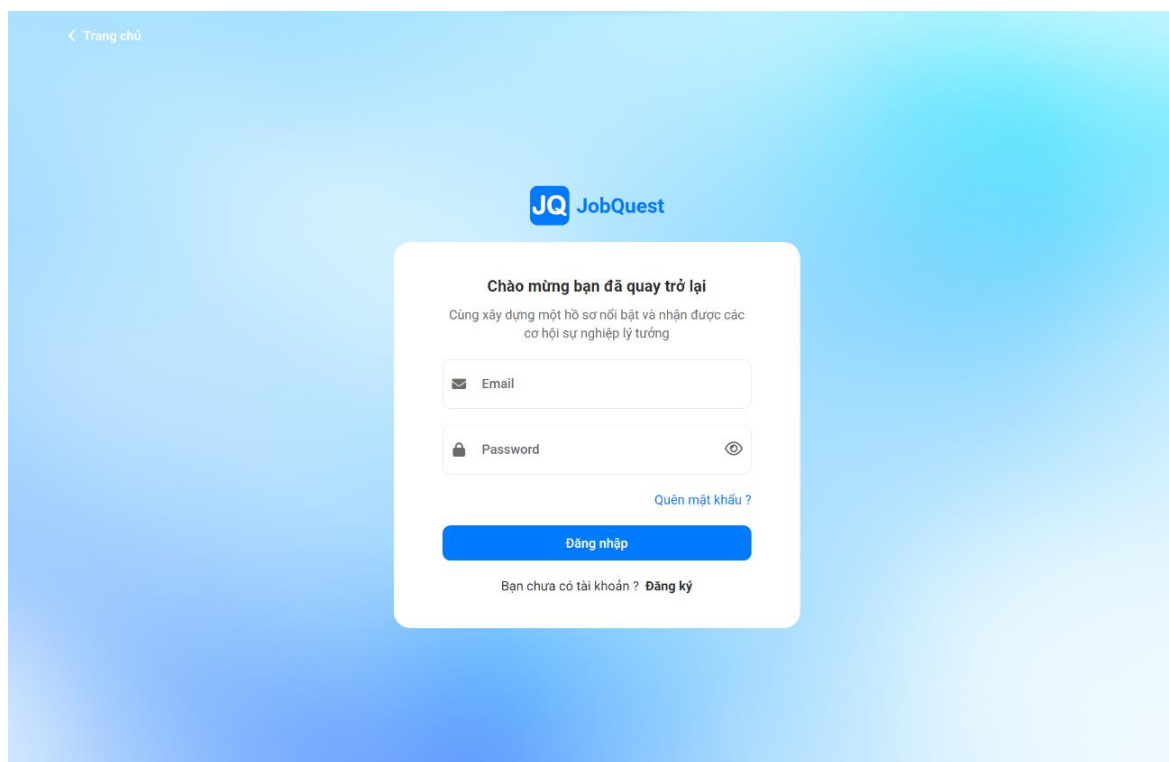 Trang chủ
JQ JobQuest
Chào mừng bạn đã quay trở lại
Cùng xây dựng một hồ sơ nổi bật và nhận được các
cơ hội sự nghiệp lý tưởng
Email
Password
Quên mật khẩu ?
Đăng nhập
Bạn chưa có tài khoản ? Đăng ký